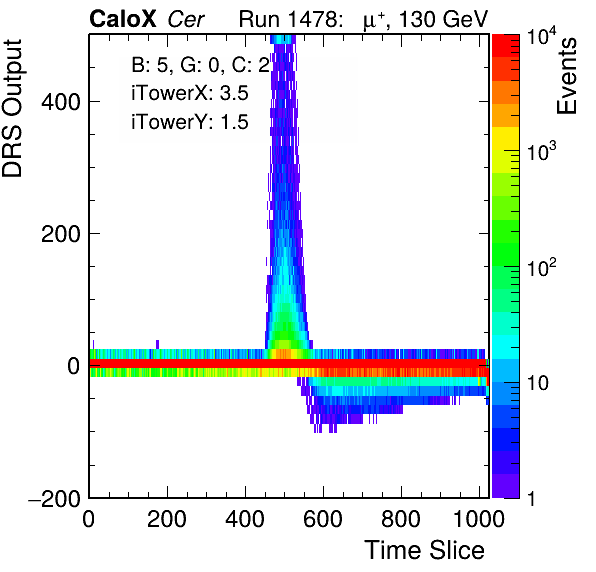 CaloX Cer Run 1478: μ⁺, 130 GeV
B: 5, G: 0, C: 2
iTowerX: 3.5
iTowerY: 1.5
DRS Output
400
200
0
−200
0 200 400 600 800 1000
Time Slice
Events
10⁴
10³
10²
10
1